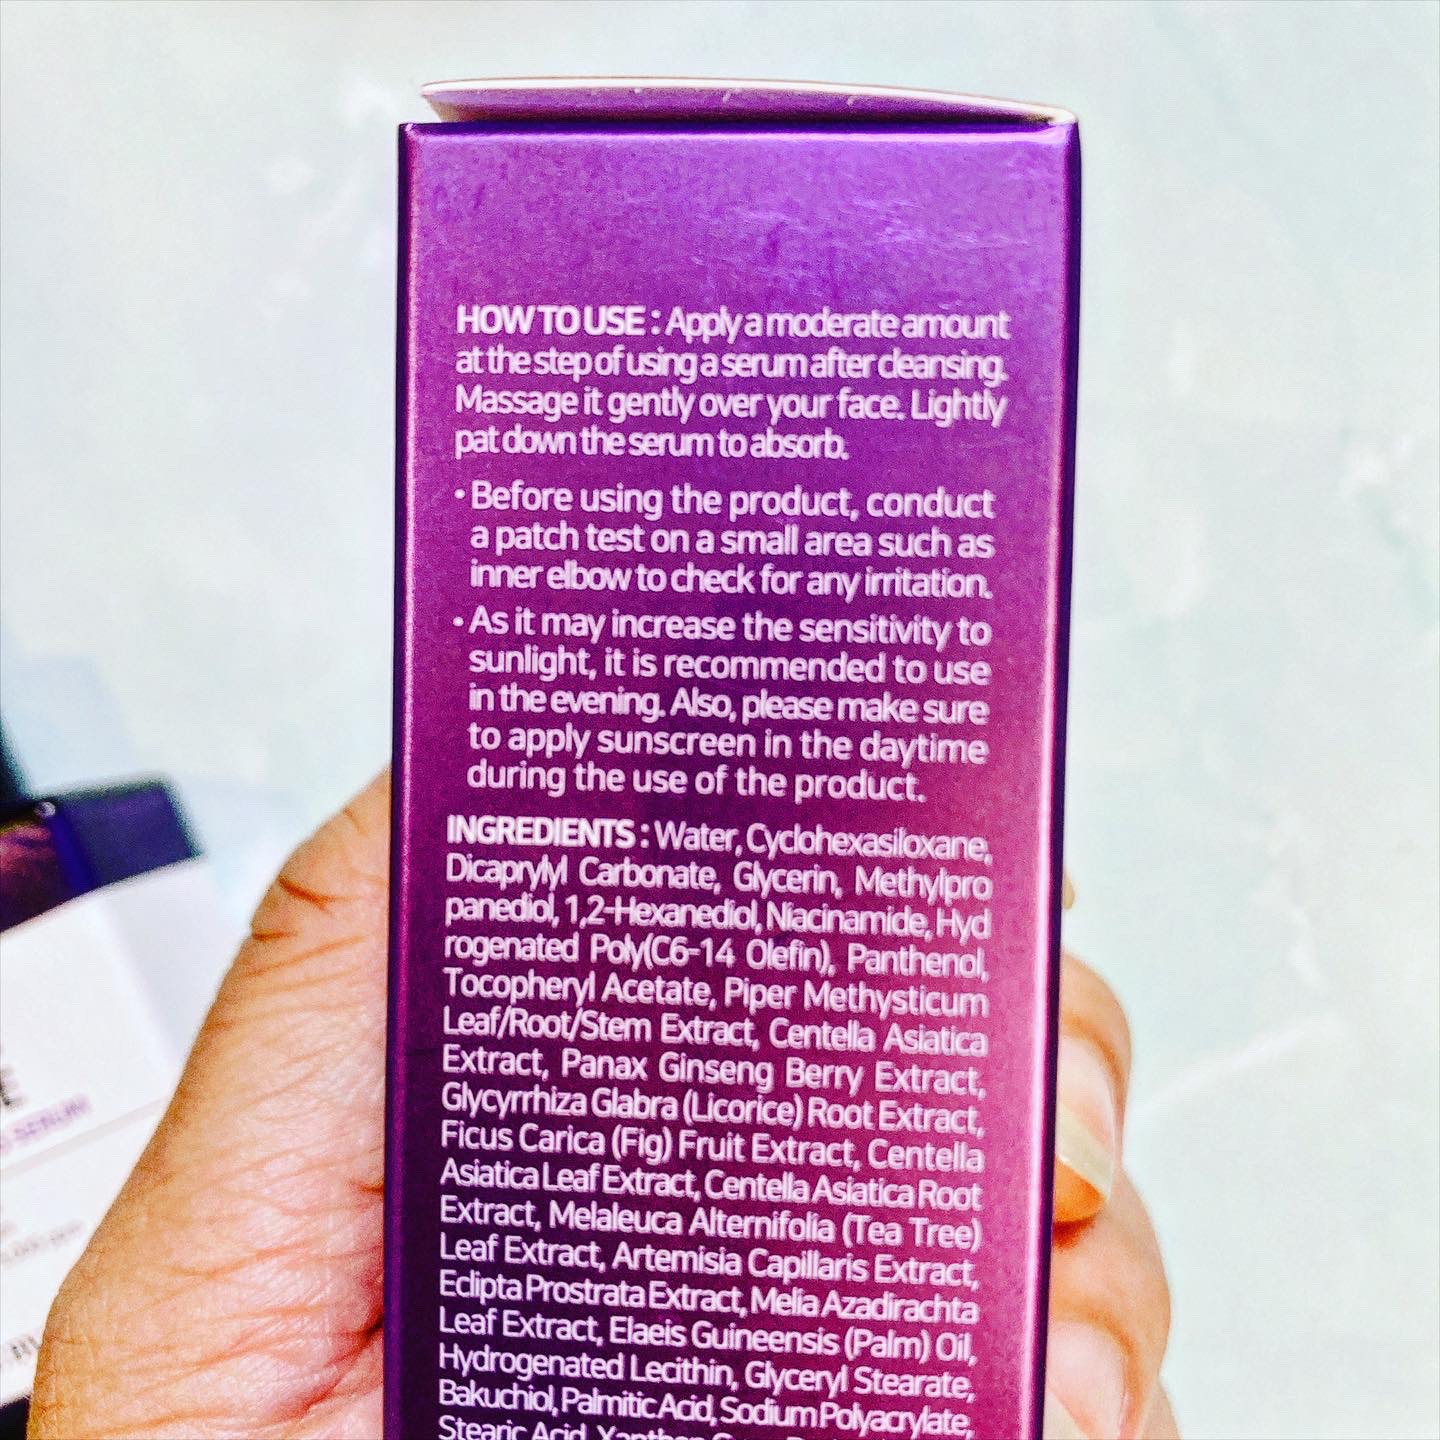 HOW TO USE : Apply a moderate amount
at the step of using a serum after cleansing.
Massage it gently over your face. Lightly
pat down the serum to absorb.
• Before using the product, conduct
a patch test on a small area such as
inner elbow to check for any irritation.
• As it may increase the sensitivity to
sunlight, it is recommended to use
in the evening. Also, please make sure
to apply sunscreen in the daytime
during the use of the product.
INGREDIENTS : Water, Cyclohexasiloxane,
Dicaprylyl Carbonate, Glycerin, Methylpro
panediol, 1,2-Hexanediol, Niacinamide, Hyd
rogenated Poly(C6-14 Olefin), Panthenol,
Tocopheryl Acetate, Piper Methysticum
Leaf/Root/Stem Extract, Centella Asiatica
Extract, Panax Ginseng Berry Extract,
Glycyrrhiza Glabra (Licorice) Root Extract,
Ficus Carica (Fig) Fruit Extract, Centella
Asiatica Leaf Extract, Centella Asiatica Root
Extract, Melaleuca Alternifolia (Tea Tree)
Leaf Extract, Artemisia Capillaris Extract,
Eclipta Prostrata Extract, Melia Azadirachta
Leaf Extract, Elaeis Guineensis (Palm) Oil,
Hydrogenated Lecithin, Glyceryl Stearate,
Bakuchiol, Palmitic Acid, Sodium Polyacrylate,
Stearic Acid, Xanthan
SERUM